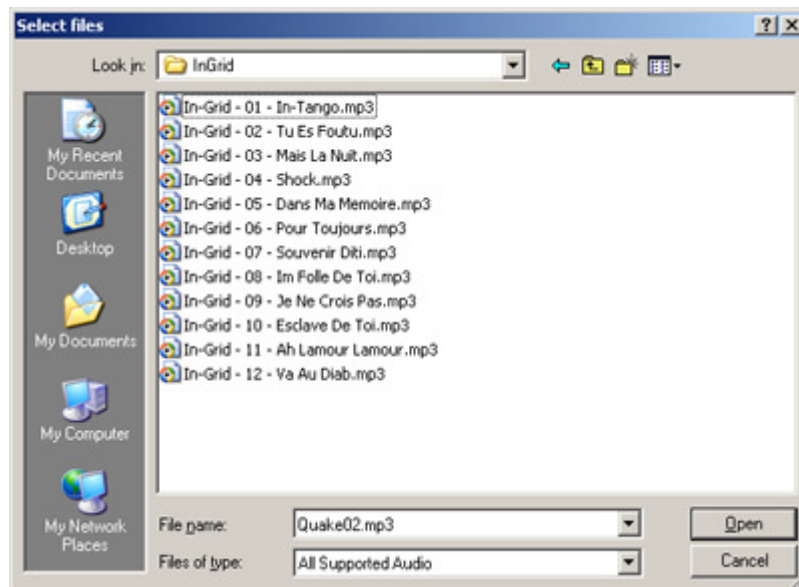 Select files
Look in: InGrid
My Recent
Documents
Desktop
My Documents
My Computer
My Network
Places
In-Grid - 01 - In-Tango.mp3
In-Grid - 02 - Tu Es Foutu.mp3
In-Grid - 03 - Mais La Nuit.mp3
In-Grid - 04 - Shock.mp3
In-Grid - 05 - Dans Ma Memoire.mp3
In-Grid - 06 - Pour Toujours.mp3
In-Grid - 07 - Souvenir Diti.mp3
In-Grid - 08 - Im Folle De Toi.mp3
In-Grid - 09 - Je Ne Crois Pas.mp3
In-Grid - 10 - Esclave De Toi.mp3
In-Grid - 11 - Ah Lamour Lamour.mp3
In-Grid - 12 - Va Au Diab.mp3
File name: Quake02.mp3 Open
Files of type: All Supported Audio Cancel